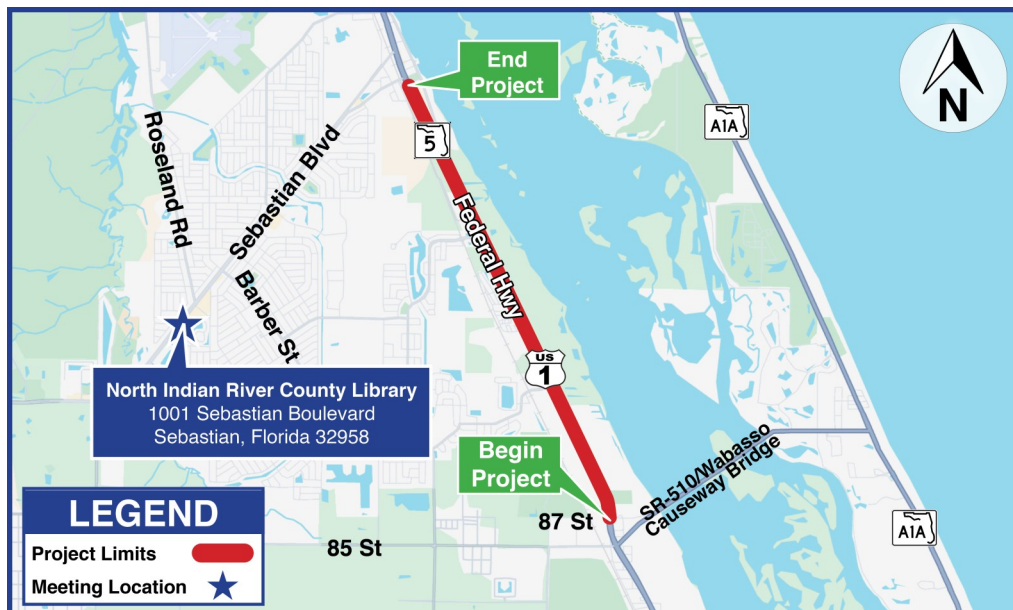 End
Project
N
A1A
5
Roseland Rd
Sebastian Blvd
Federal Hwy
Barber St
US
1
North Indian River County Library
1001 Sebastian Boulevard
Sebastian, Florida 32958
Begin
Project
SR-510/Wabasso
Causeway Bridge
87 St
85 St
A1A
LEGEND
Project Limits
Meeting Location